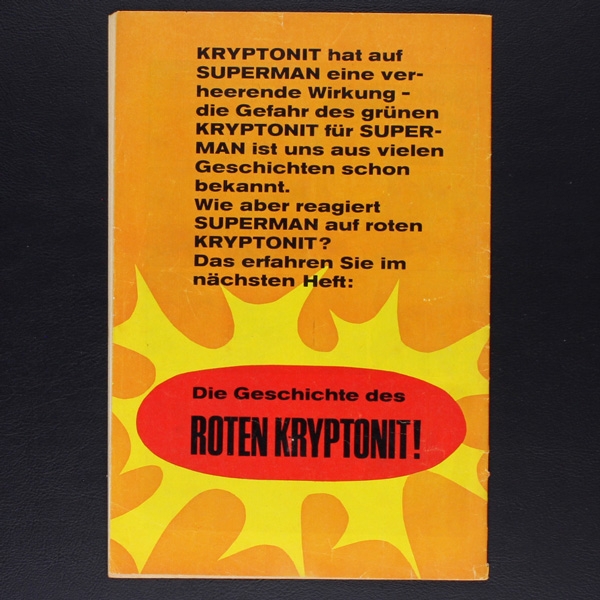 KRYPTONIT hat auf
SUPERMAN eine ver-
heerende Wirkung -
die Gefahr des grünen
KRYPTONIT für SUPER-
MAN ist uns aus vielen
Geschichten schon
bekannt.
Wie aber reagiert
SUPERMAN auf roten
KRYPTONIT?
Das erfahren Sie im
nächsten Heft:
Die Geschichte des
ROTEN KRYPTONIT!